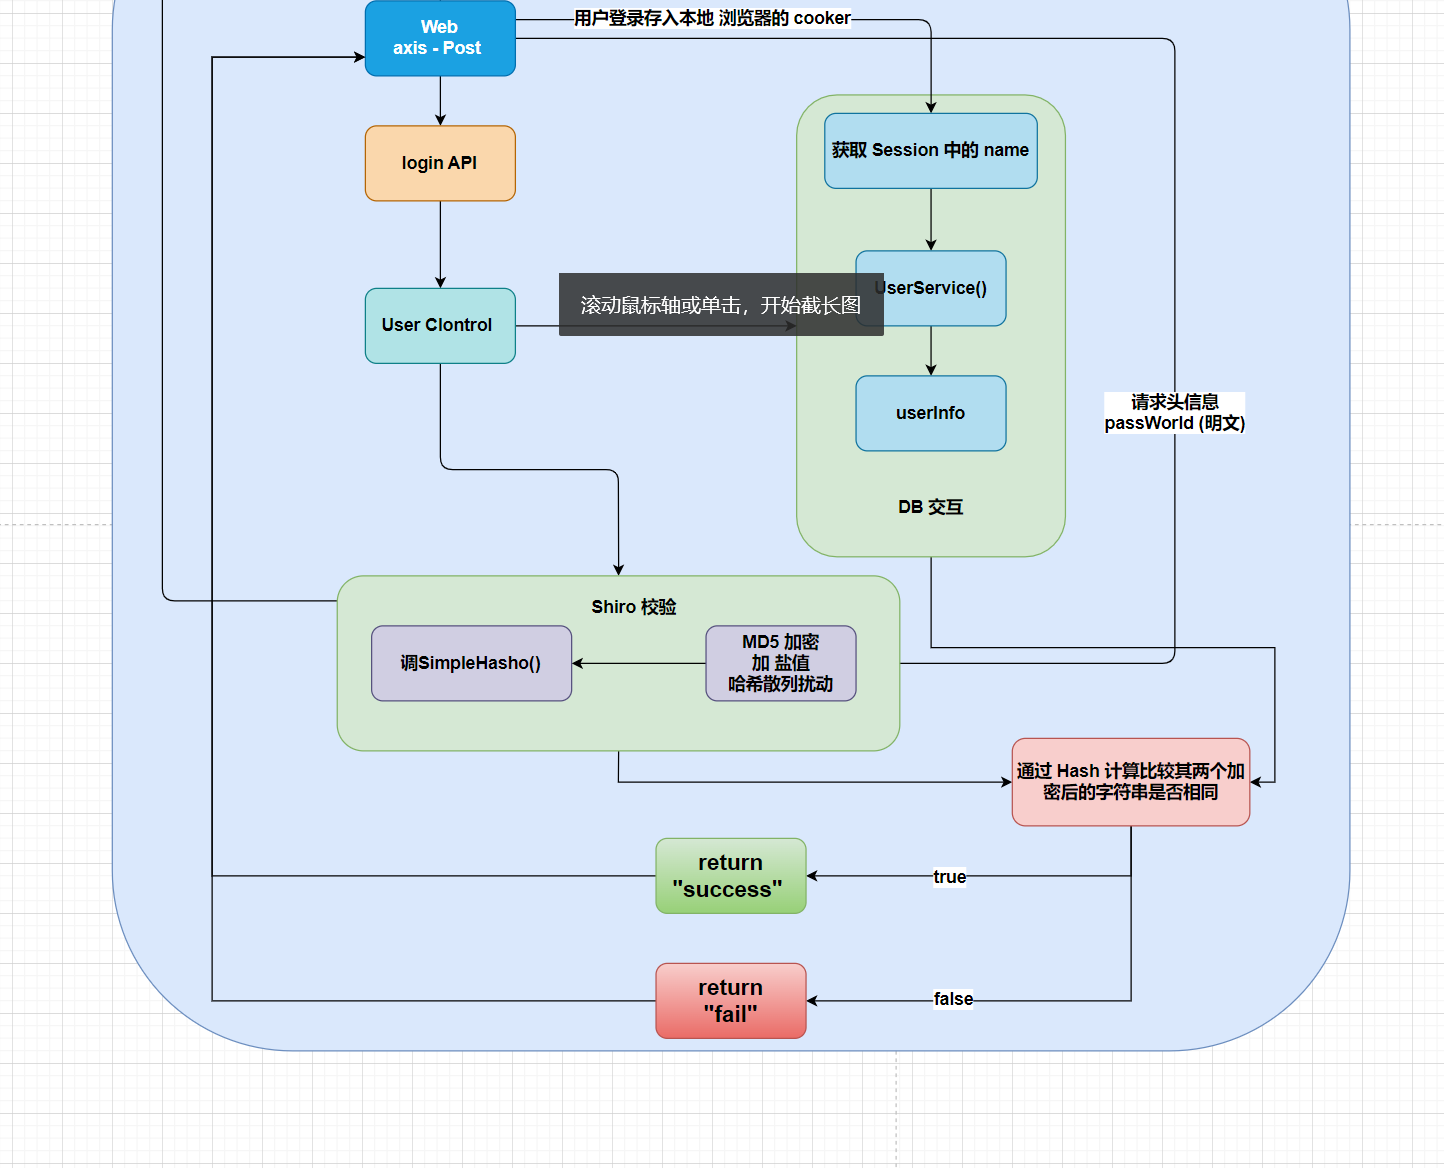 Web
axis - Post
用户登录存入本地 浏览器的 cooker
login API
获取 Session 中的 name
User Clontrol
滚动鼠标轴或单击，开始截长图
UserService()
userInfo
请求头信息
passWorld (明文)
DB 交互
Shiro 校验
调SimpleHasho()
MD5 加密
加 盐值
哈希散列扰动
通过 Hash 计算比较其两个加
密后的字符串是否相同
return
"success"
true
return
"fail"
false